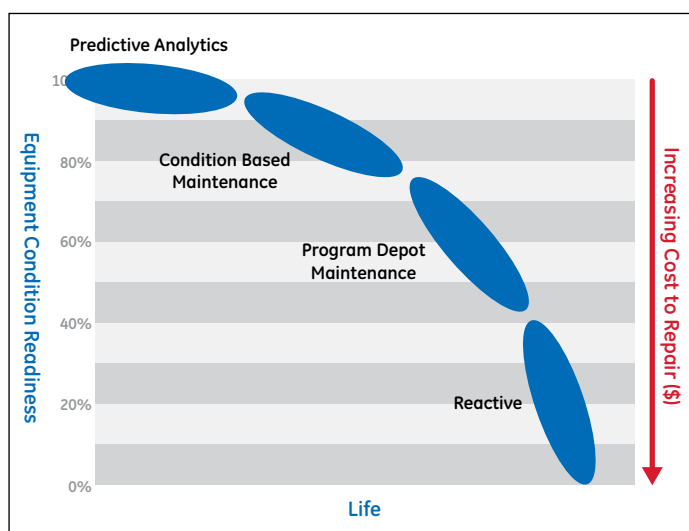 Predictive Analytics
10
80%
60%
40%
20%
0%
Condition Based
Maintenance
Program Depot
Maintenance
Reactive
Equipment Condition Readiness
Life
Increasing Cost to Repair ($)